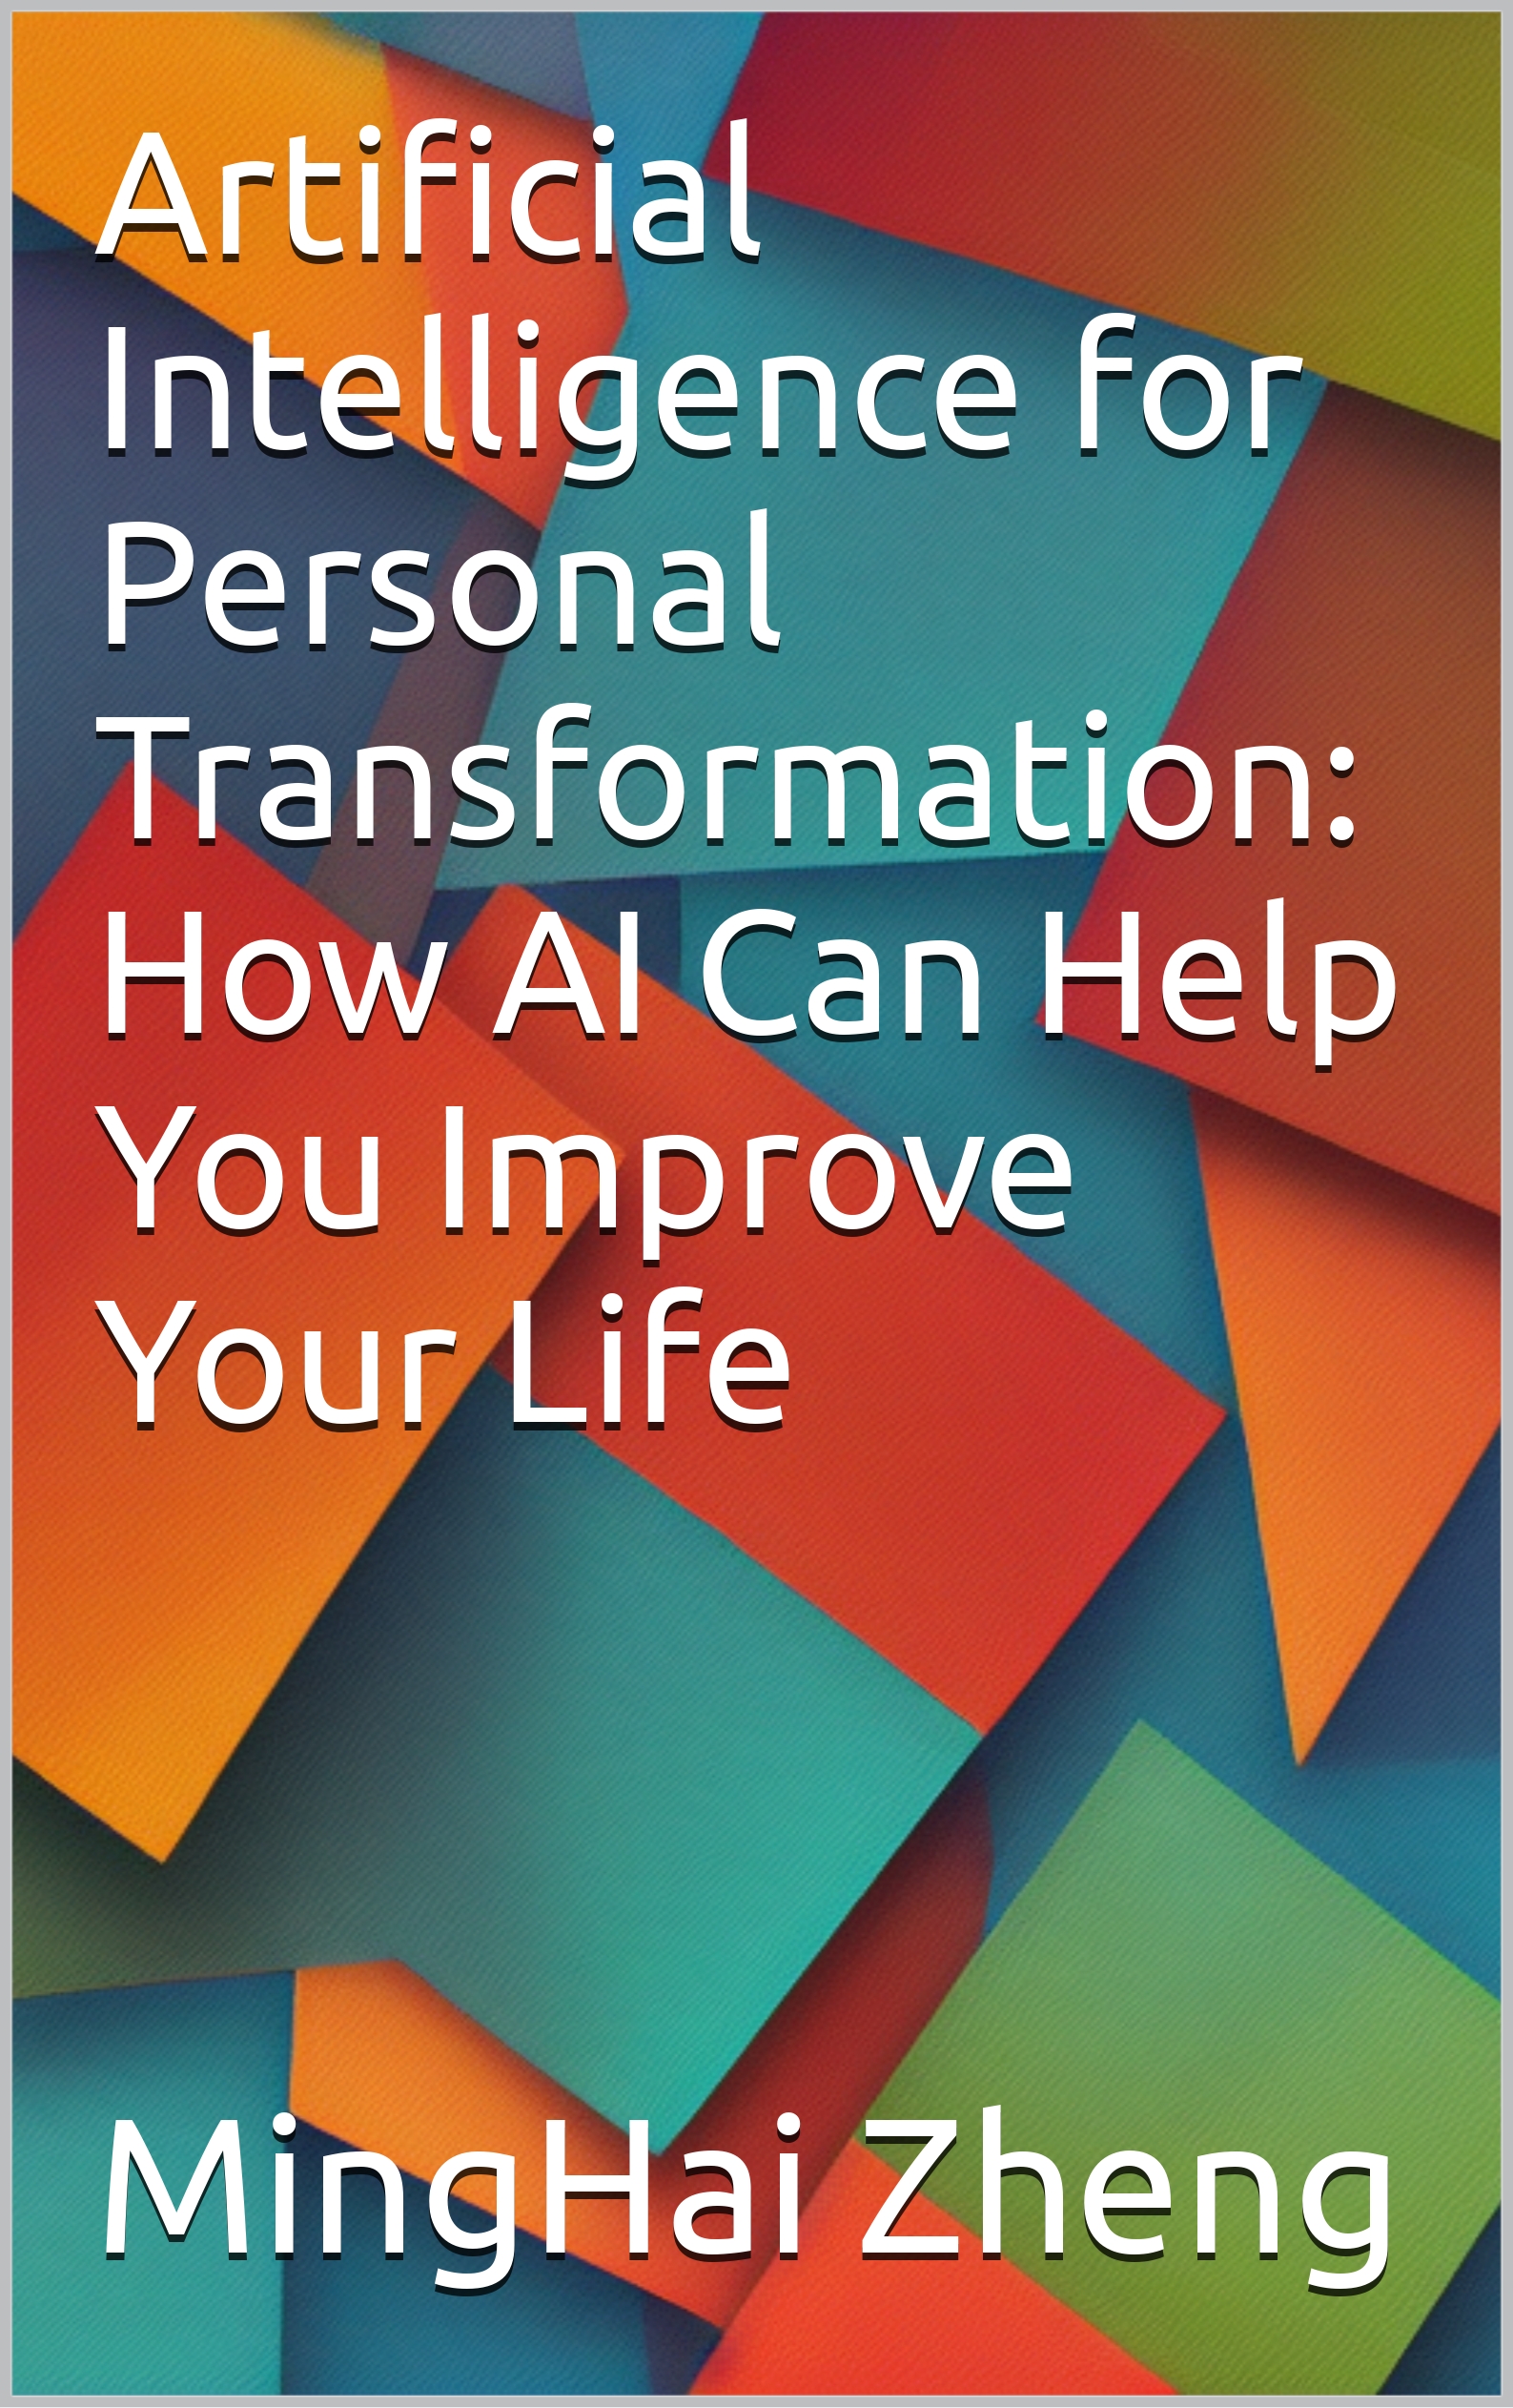 Artificial
Intelligence for
Personal
Transformation:
How AI Can Help
You Improve
Your Life
MingHai Zheng